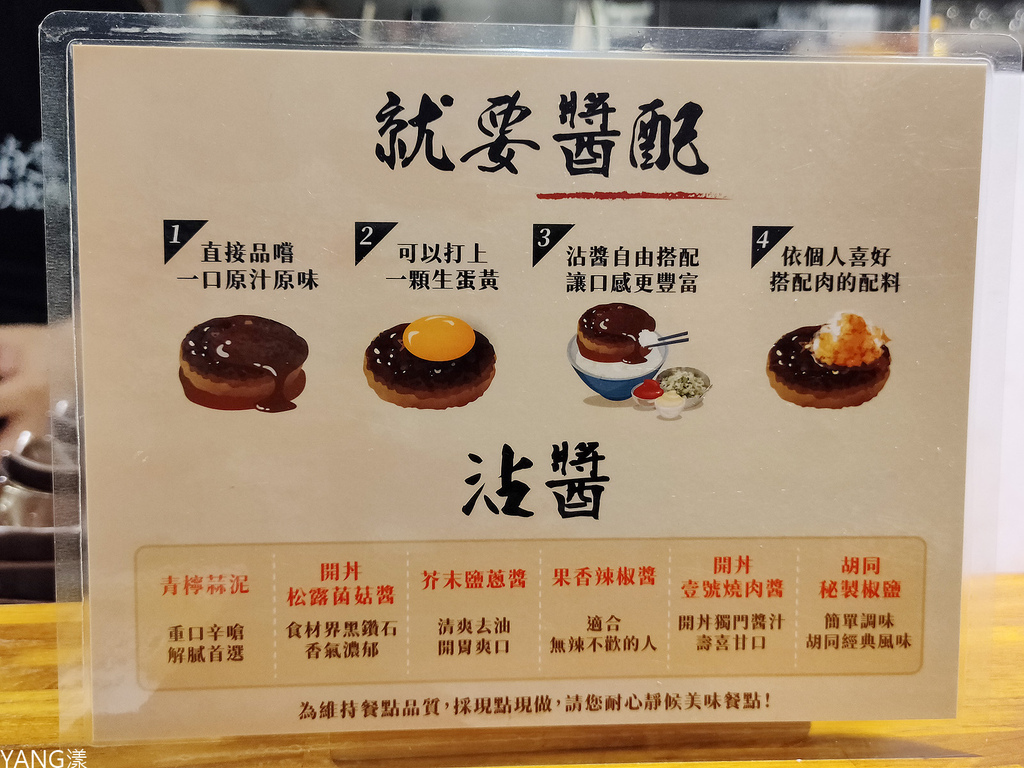 就要醬配
1
直接品嚐
一口原汁原味
2
可以打上
一顆生蛋黃
3
沾醬自由搭配
讓口感更豐富
4
依個人喜好
搭配肉的配料
沾醬
青檸蒜泥
重口辛嗆
解膩首選
開丼
松露菌菇醬
食材界黑鑽石
香氣濃郁
芥末鹽蔥醬
清爽去油
開胃爽口
果香辣椒醬
適合
無辣不歡的人
開丼
壹號燒肉醬
開丼獨門醬汁
壽喜甘口
胡同
秘製椒鹽
簡單調味
胡同經典風味
為維持餐點品質,採現點現做,請您耐心靜候美味餐點!
YANG漾